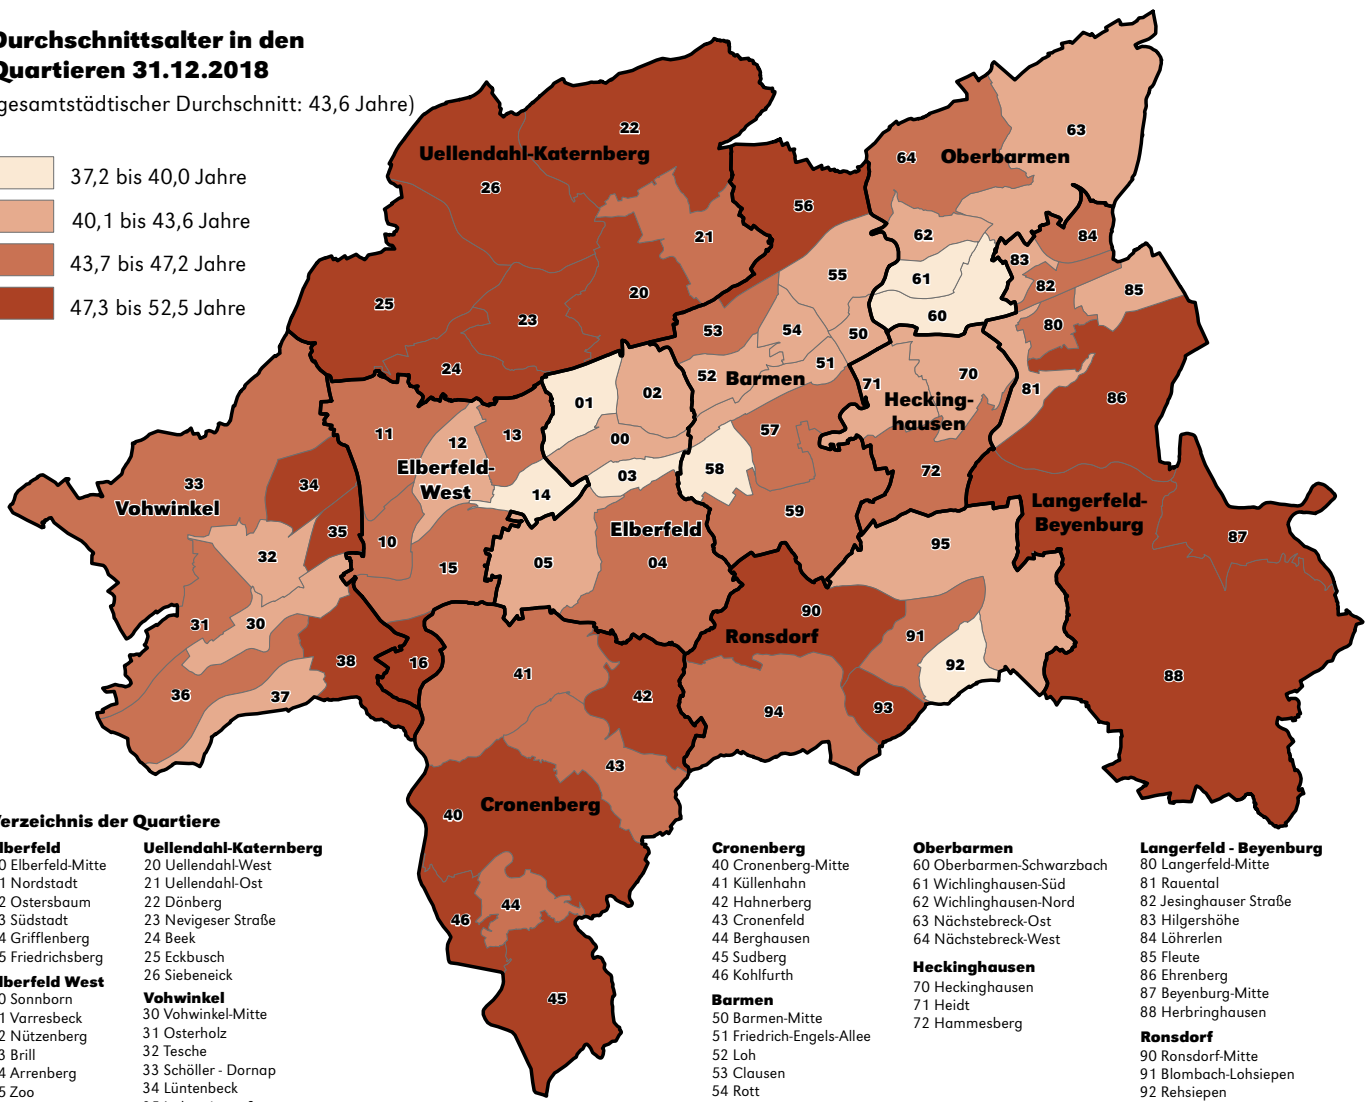 Durchschnittsalter in den
Quartieren 31.12.2018
gesamtstädtischer Durchschnitt: 43,6 Jahre)
37,2 bis 40,0 Jahre
40,1 bis 43,6 Jahre
43,7 bis 47,2 Jahre
47,3 bis 52,5 Jahre
22
Uellendahl-Katernberg
26
21
25
23
20
24
56
63
64
Oberbarmen
62
61
60
84
83
82
85
80
81
86
55
53
54
50
52
51
Barmen
71
70
Hecking-
hausen
72
57
58
59
01
02
00
03
11
12
13
Elberfeld-
West
14
10
15
05
Elberfeld
04
33
34
Vohwinkel
35
32
31
30
38
16
36
37
Langerfeld-
Beyenburg
87
88
95
90
Ronsdorf
91
92
93
94
41
42
43
Cronenberg
40
44
46
45
Verzeichnis der Quartiere
lberfeld
0 Elberfeld-Mitte
1 Nordstadt
2 Ostersbaum
3 Südstadt
4 Grifflenberg
5 Friedrichsberg
lberfeld West
0 Sonnborn
1 Varresbeck
2 Nützenberg
3 Brill
4 Arrenberg
5 Zoo
Uellendahl-Katernberg
20 Uellendahl-West
21 Uellendahl-Ost
22 Dönberg
23 Nevigeser Straße
24 Beek
25 Eckbusch
26 Siebeneick
Vohwinkel
30 Vohwinkel-Mitte
31 Osterholz
32 Tesche
33 Schöller - Dornap
34 Lüntenbeck
Cronenberg
40 Cronenberg-Mitte
41 Küllenhahn
42 Hahnerberg
43 Cronenfeld
44 Berghausen
45 Sudberg
46 Kohlfurth
Barmen
50 Barmen-Mitte
51 Friedrich-Engels-Allee
52 Loh
53 Clausen
54 Rott
Oberbarmen
60 Oberbarmen-Schwarzbach
61 Wichlinghausen-Süd
62 Wichlinghausen-Nord
63 Nächstebreck-Ost
64 Nächstebreck-West
Heckinghausen
70 Heckinghausen
71 Heidt
72 Hammesberg
Langerfeld - Beyenburg
80 Langerfeld-Mitte
81 Rauental
82 Jesinghauser Straße
83 Hilgershöhe
84 Löhrerlen
85 Fleute
86 Ehrenberg
87 Beyenburg-Mitte
88 Herbringhausen
Ronsdorf
90 Ronsdorf-Mitte
91 Blombach-Lohsiepen
92 Rehsiepen